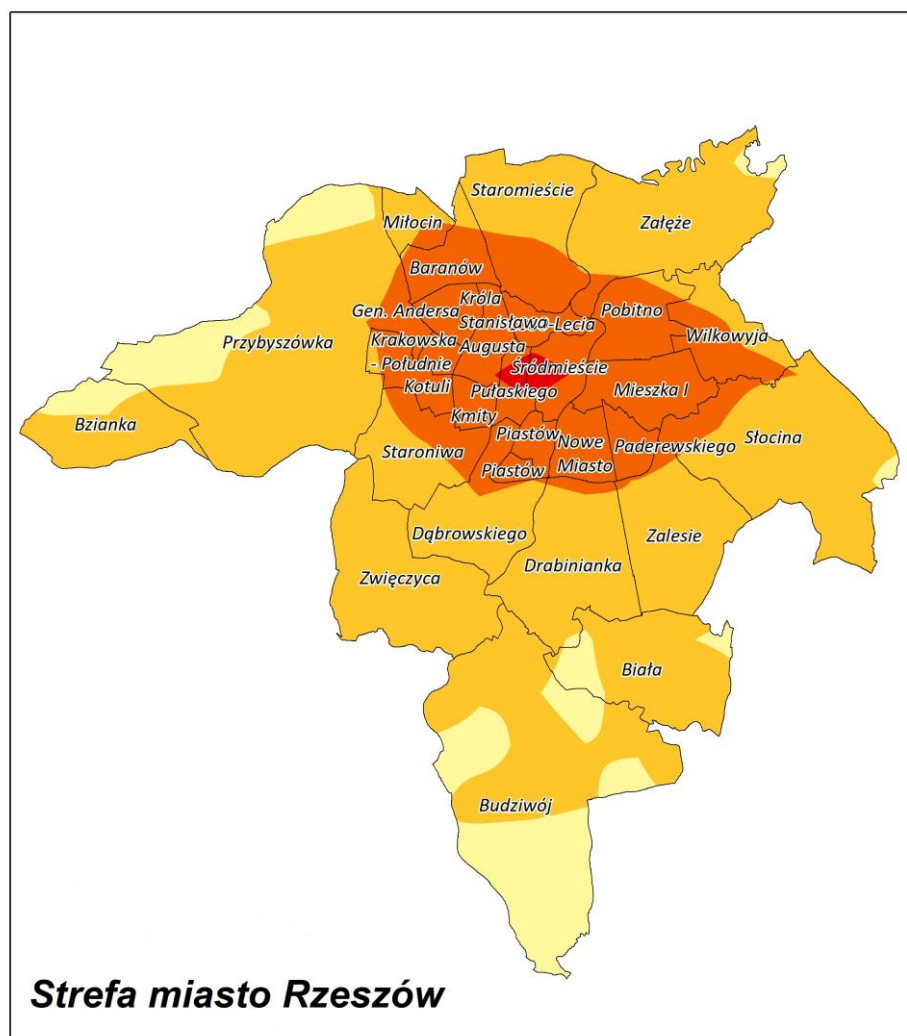 Staromieście
Załęże
Miłocin
Baranów
Króla
Gen. Andersa
Pobitno
Stanisława
-Lecia
Wilkowyja
Krakowska
Augusta
Przybyszówka
- Południe
Śródmieście
Kotuli
Pułaskiego
Mieszka I
Bzianka
Kmity
Piastów
Nowe
Paderewskiego
Słocina
Staroniwa
Piastów
Miasto
Dąbrowskiego
Zalesie
Drabinianka
Zwięczyca
Biała
Budziwój
Strefa miasto Rzeszów